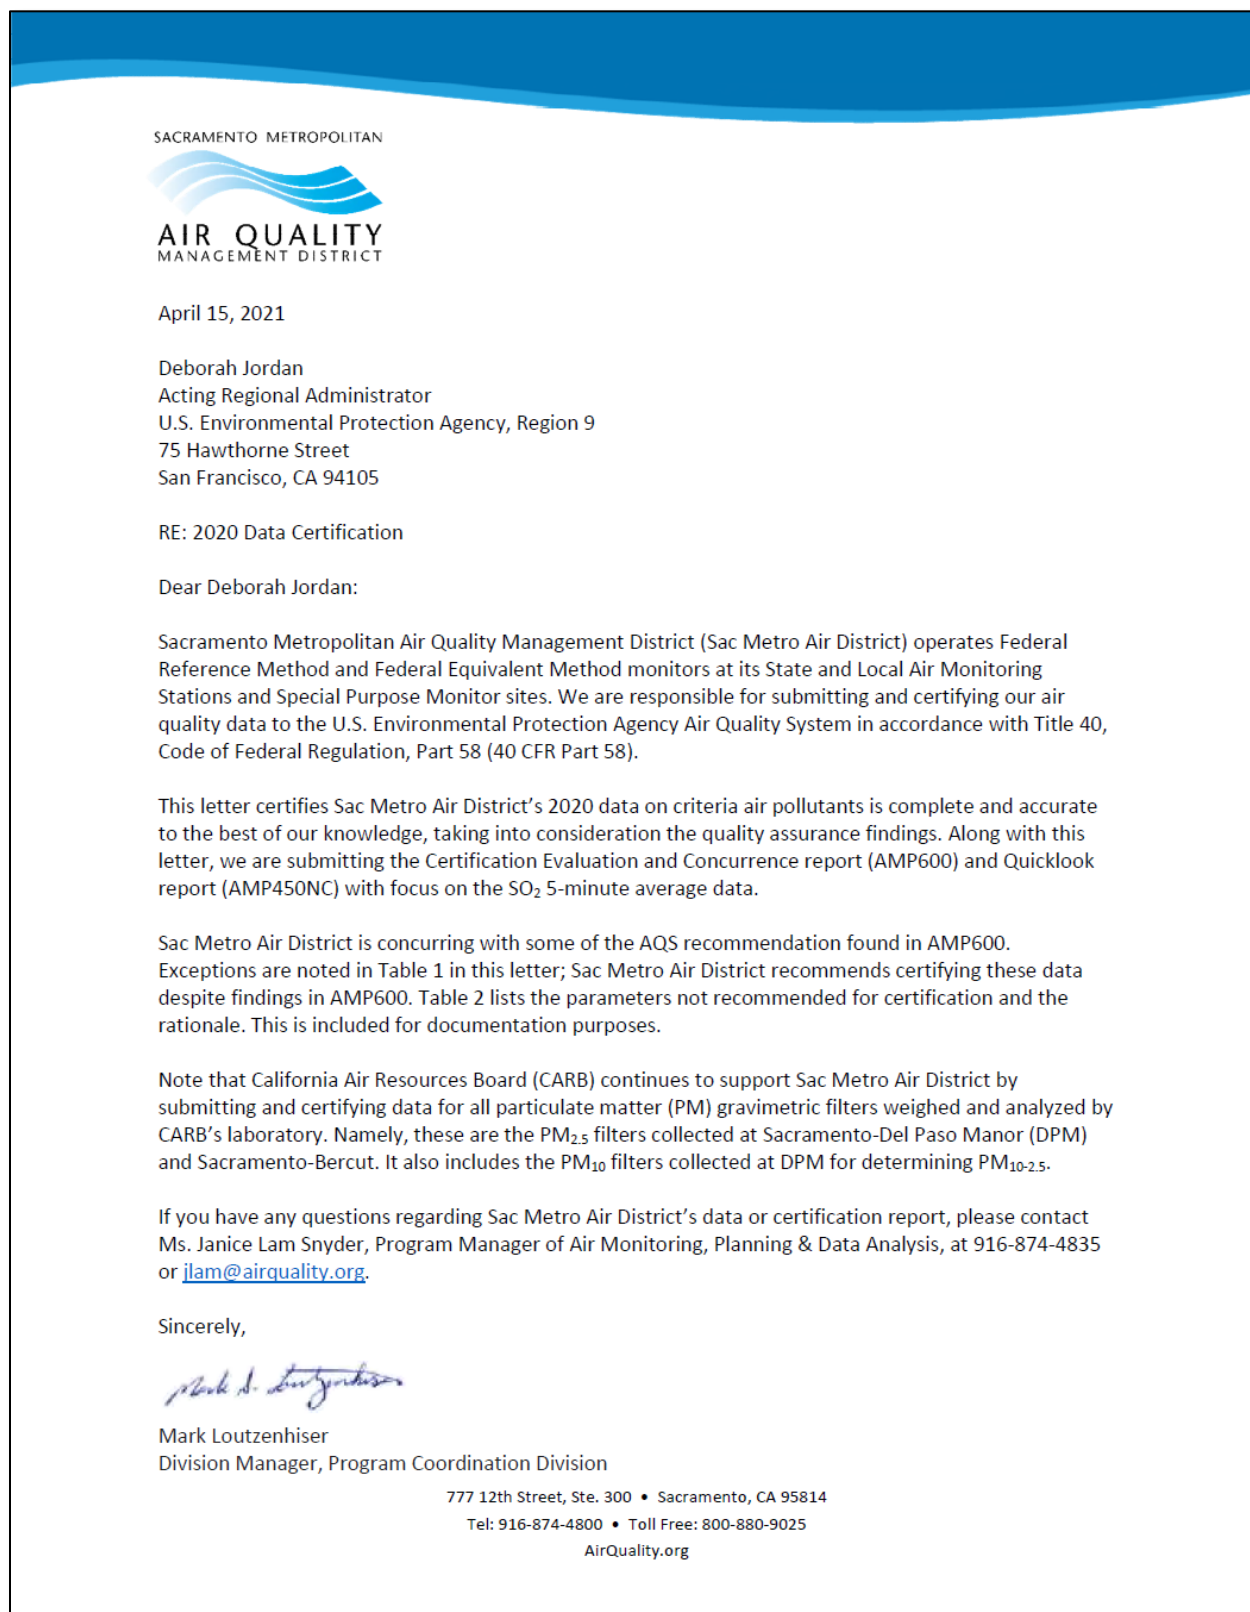 SACRAMENTO METROPOLITAN
AIR QUALITY
MANAGEMENT DISTRICT
April 15, 2021
Deborah Jordan
Acting Regional Administrator
U.S. Environmental Protection Agency, Region 9
75 Hawthorne Street
San Francisco, CA 94105
RE: 2020 Data Certification
Dear Deborah Jordan:
Sacramento Metropolitan Air Quality Management District (Sac Metro Air District) operates Federal
Reference Method and Federal Equivalent Method monitors at its State and Local Air Monitoring
Stations and Special Purpose Monitor sites. We are responsible for submitting and certifying our air
quality data to the U.S. Environmental Protection Agency Air Quality System in accordance with Title 40,
Code of Federal Regulation, Part 58 (40 CFR Part 58).
This letter certifies Sac Metro Air District’s 2020 data on criteria air pollutants is complete and accurate
to the best of our knowledge, taking into consideration the quality assurance findings. Along with this
letter, we are submitting the Certification Evaluation and Concurrence report (AMP600) and Quicklook
report (AMP450NC) with focus on the SO₂ 5-minute average data.
Sac Metro Air District is concurring with some of the AQS recommendation found in AMP600.
Exceptions are noted in Table 1 in this letter; Sac Metro Air District recommends certifying these data
despite findings in AMP600. Table 2 lists the parameters not recommended for certification and the
rationale. This is included for documentation purposes.
Note that California Air Resources Board (CARB) continues to support Sac Metro Air District by
submitting and certifying data for all particulate matter (PM) gravimetric filters weighed and analyzed by
CARB’s laboratory. Namely, these are the PM₂.₅ filters collected at Sacramento-Del Paso Manor (DPM)
and Sacramento-Bercut. It also includes the PM₁₀ filters collected at DPM for determining PM₁₀₋₂.₅.
If you have any questions regarding Sac Metro Air District’s data or certification report, please contact
Ms. Janice Lam Snyder, Program Manager of Air Monitoring, Planning & Data Analysis, at 916-874-4835
or jlam@airquality.org.
Sincerely,
Mark D. Loutzenhiser
Mark Loutzenhiser
Division Manager, Program Coordination Division
777 12th Street, Ste. 300 • Sacramento, CA 95814
Tel: 916-874-4800 • Toll Free: 800-880-9025
AirQuality.org